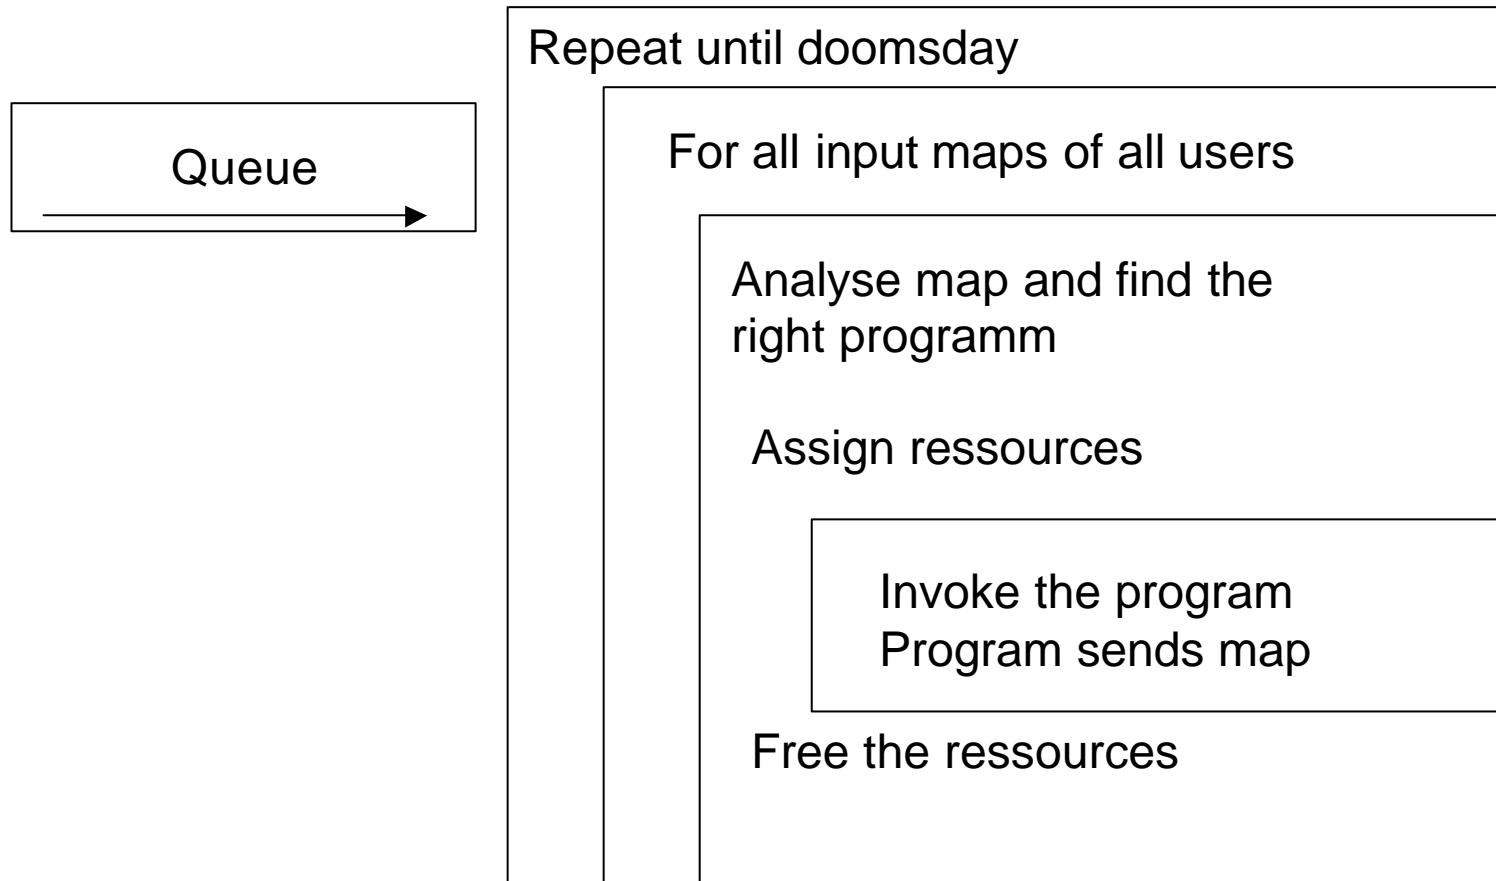 Repeat until doomsday
Queue
For all input maps of all users
Analyse map and find the
right programm
Assign ressources
Invoke the program
Program sends map
Free the ressources